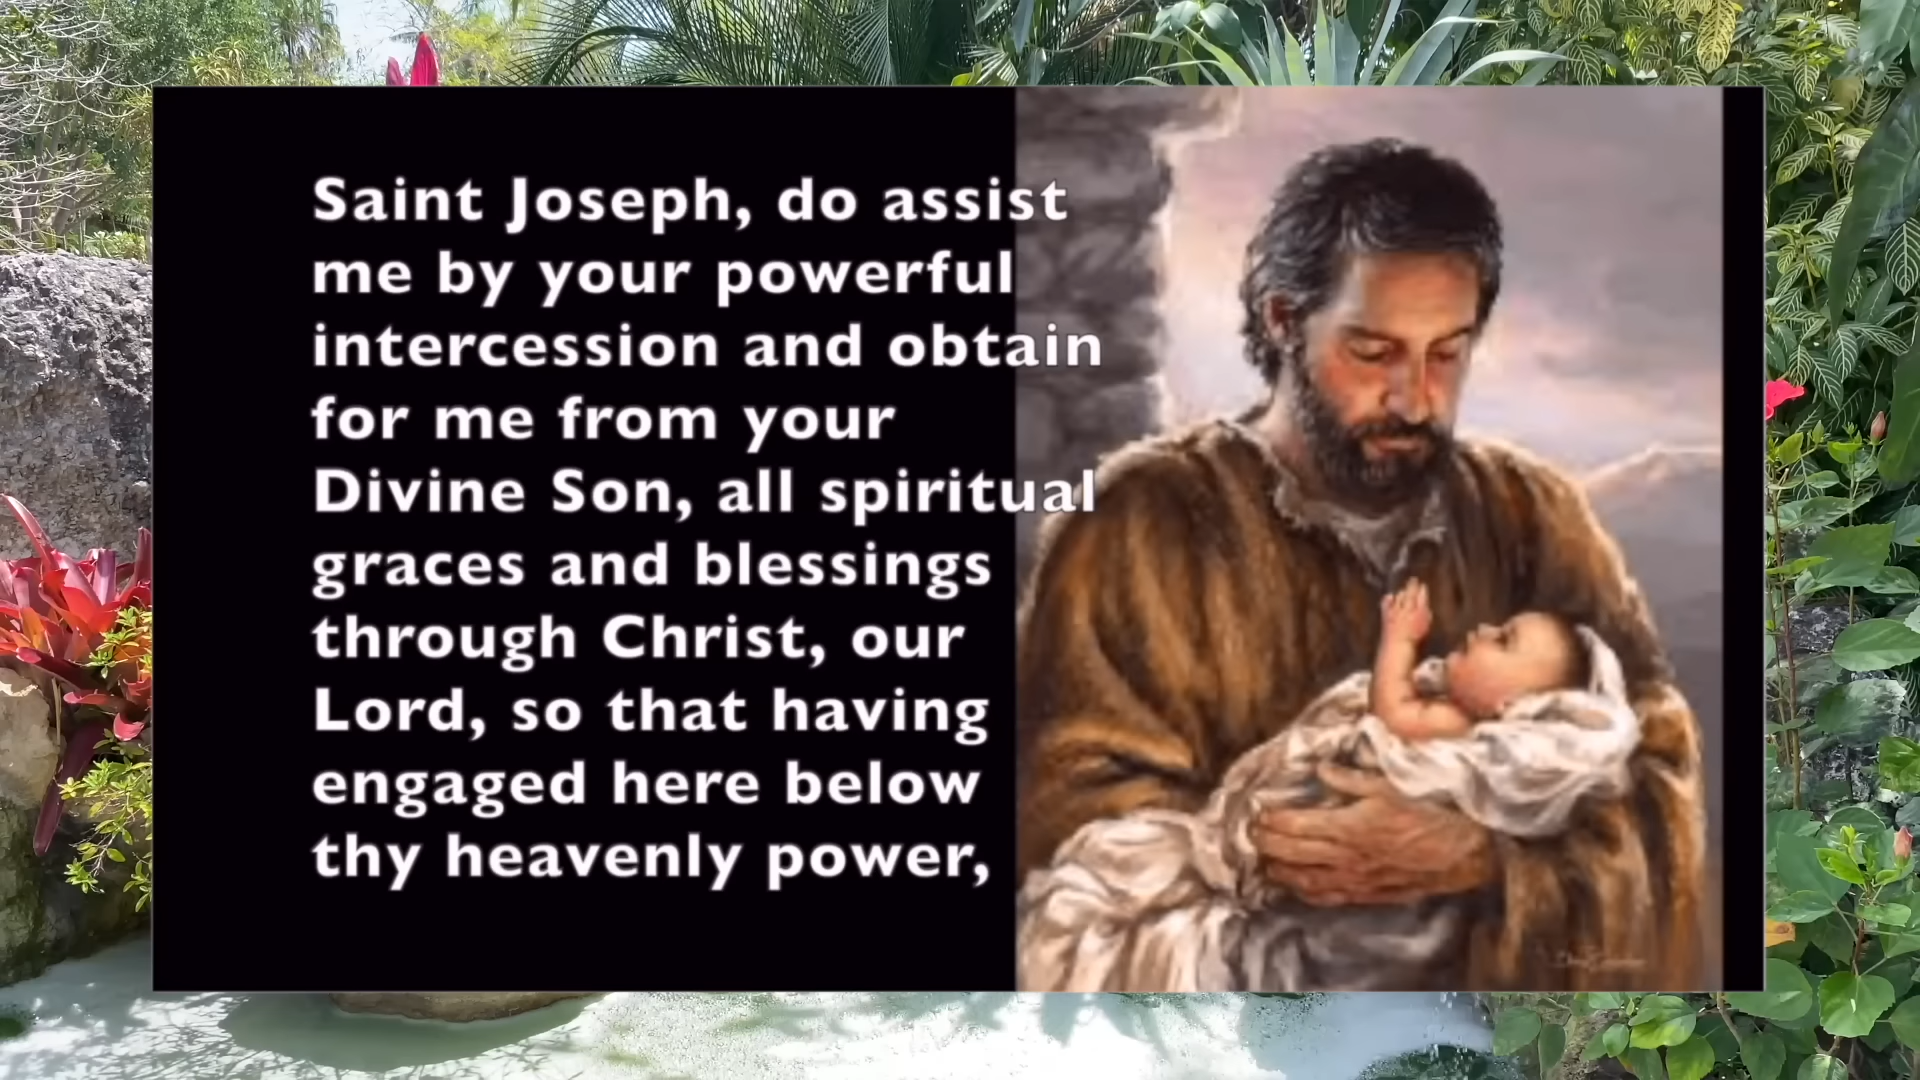 Saint Joseph, do assist
me by your powerful
intercession and obtain
for me from your
Divine Son, all spiritual
graces and blessings
through Christ, our
Lord, so that having
engaged here below
thy heavenly power,